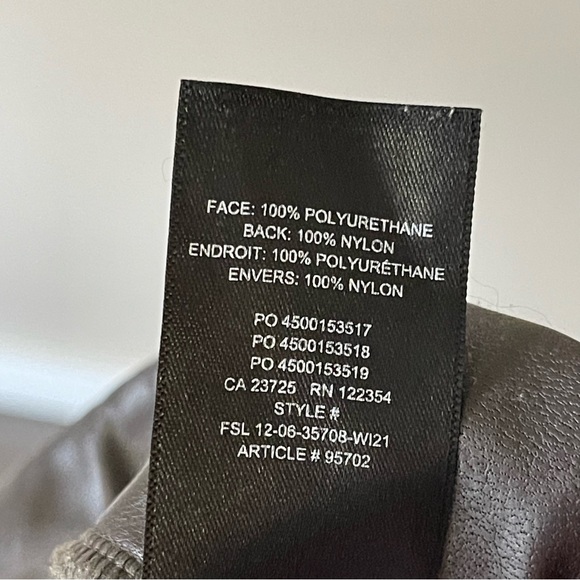 FACE: 100% POLYURETHANE
BACK: 100% NYLON
ENDROIT: 100% POLYURÉTHANE
ENVERS: 100% NYLON
PO 4500153517
PO 4500153518
PO 4500153519
CA 23725 RN 122354
STYLE #
FSL 12-06-35708-WI21
ARTICLE # 95702